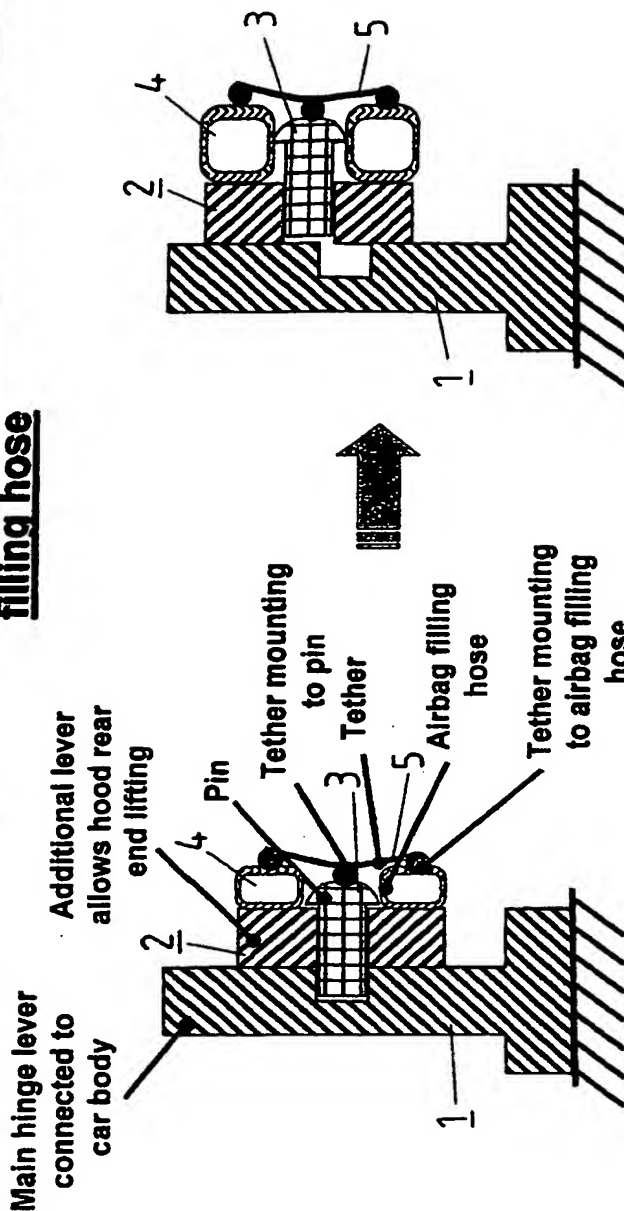 filling hose
Main hinge lever
connected to
car body
Additional lever
allows hood rear
end lifting
Pin
Tether mounting
to pin
Tether
Airbag filling
hose
Tether mounting
to airbag filling
hose
2
4
3
5
1
2
4
3
5
1